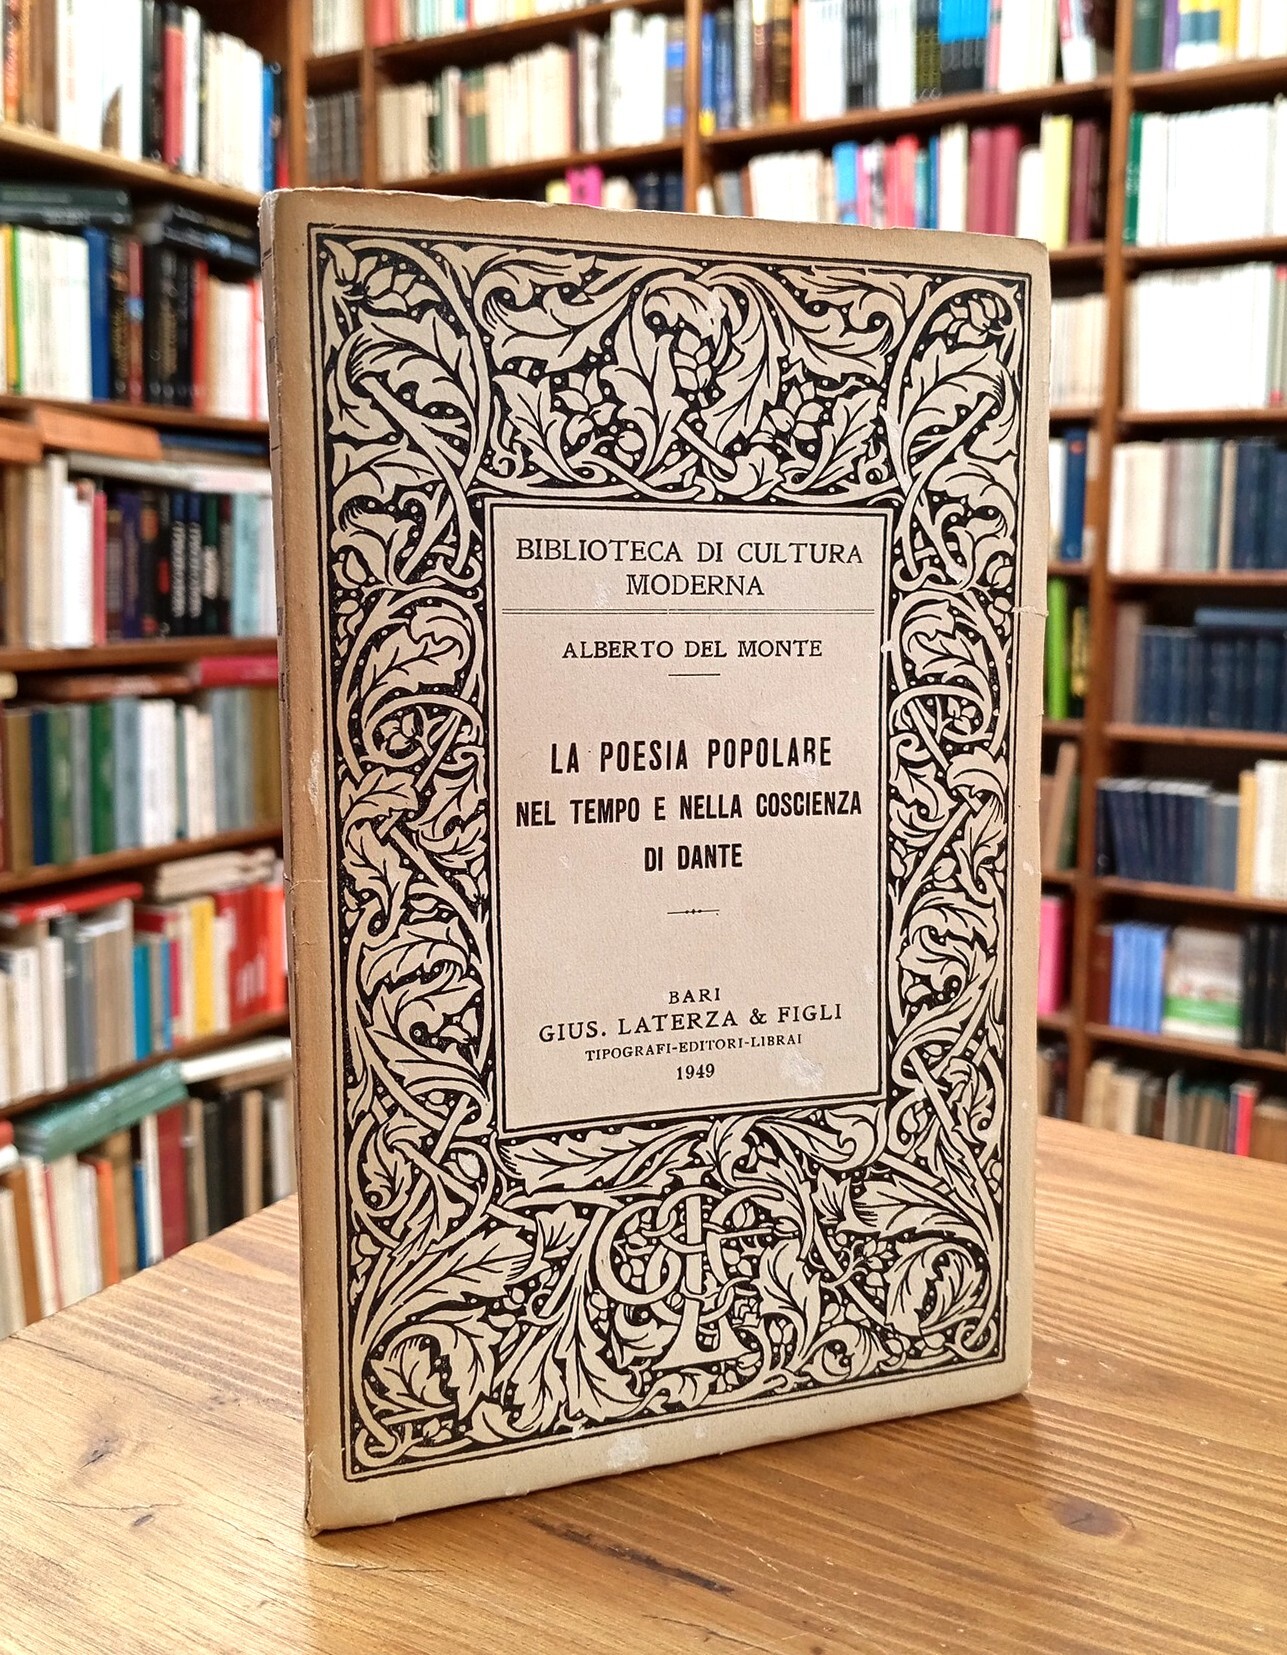 BIBLIOTECA DI CULTURA
MODERNA
ALBERTO DEL MONTE
LA POESIA POPOLARE
NEL TEMPO E NELLA COSCIENZA
DI DANTE
BARI
GIUS. LATERZA & FIGLI
TIPOGRAFI-EDITORI-LIBRAI
1949